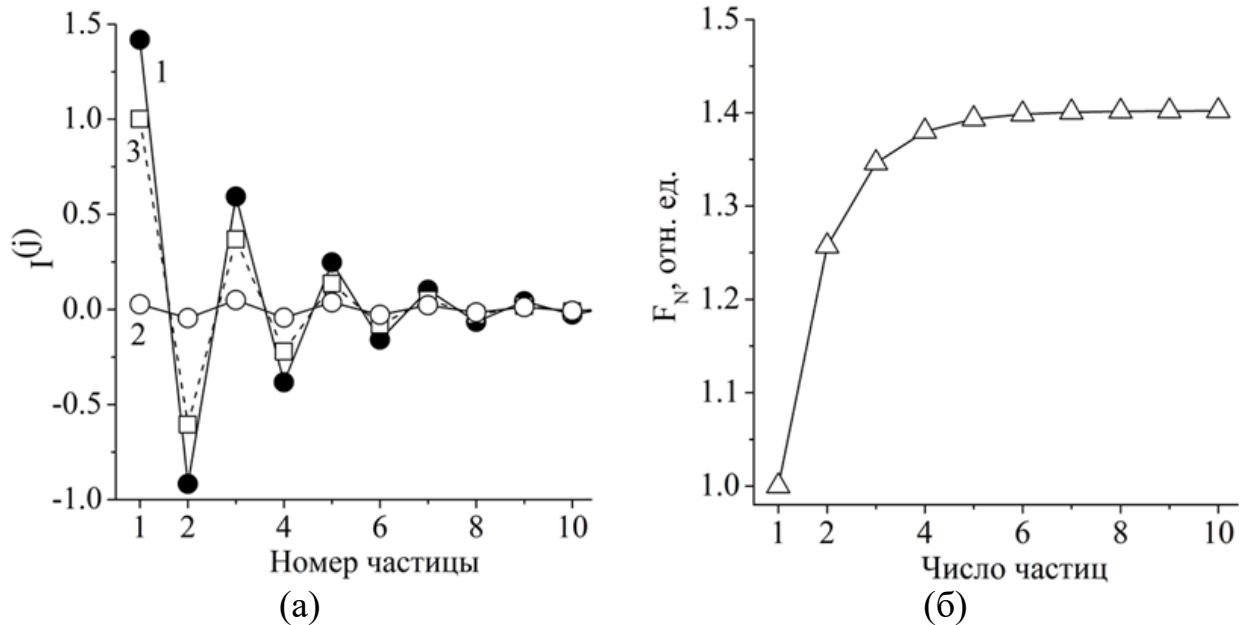 1.5
1.0
0.5
0.0
-0.5
-1.0
I(j)
1
3
2
1 2 4 6 8 10
Номер частицы
(а)
1.5
1.4
1.3
1.2
1.1
1.0
F_N, отн. ед.
1 2 4 6 8 10
Число частиц
(б)